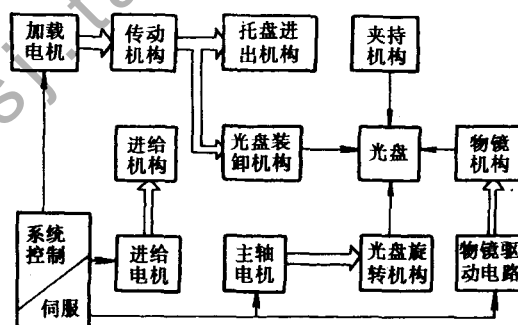 加载
电机
传动
机构
托盘进
出机构
夹持
机构
进给
机构
光盘装
卸机构
光盘
物镜
机构
系统
控制
伺服
进给
电机
主轴
电机
光盘旋
转机构
物镜驱
动电路
sj.